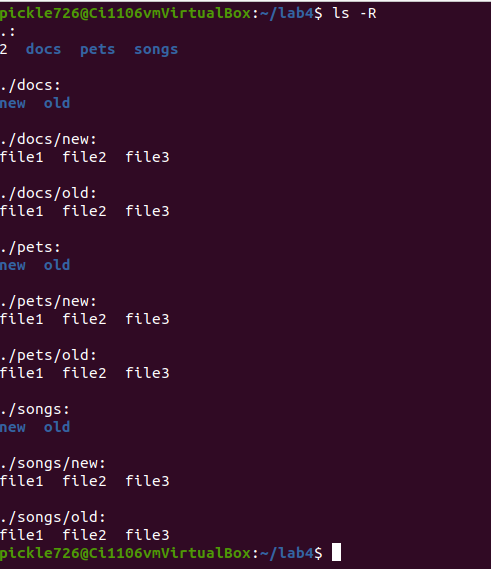 pickle726@Ci1106vmVirtualBox:~/lab4$ ls -R
.:
2  docs  pets  songs
./docs:
new  old
./docs/new:
file1  file2  file3
./docs/old:
file1  file2  file3
./pets:
new  old
./pets/new:
file1  file2  file3
./pets/old:
file1  file2  file3
./songs:
new  old
./songs/new:
file1  file2  file3
./songs/old:
file1  file2  file3
pickle726@Ci1106vmVirtualBox:~/lab4$